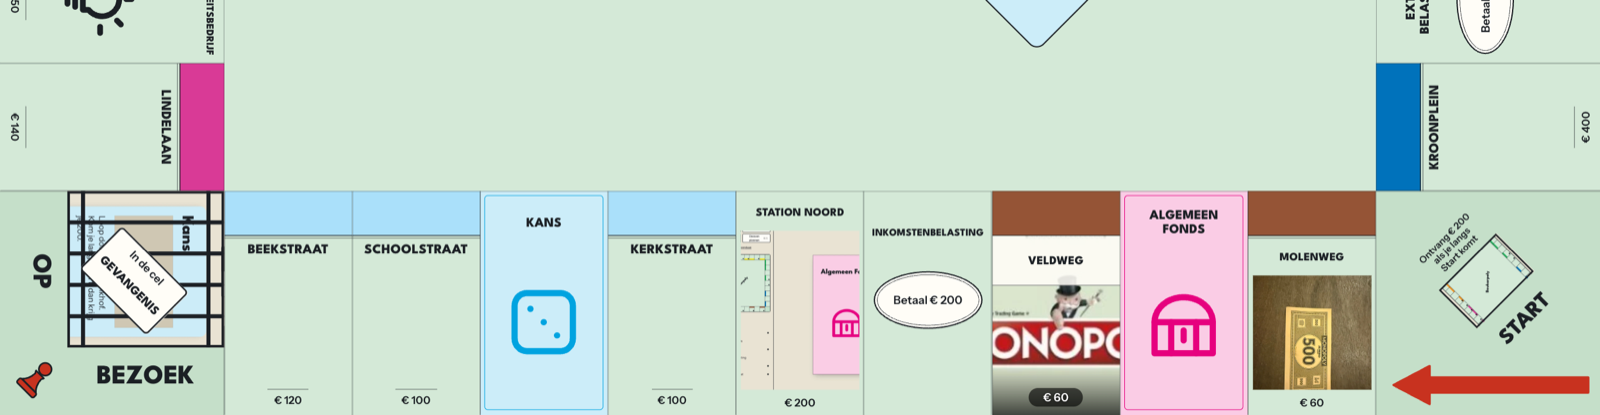 € 140
LINDELAAN
KROONPLEIN
€ 400
OP
BEZOEK
Kans
In de cel
GEVANGENIS
BEEKSTRAAT
€ 120
SCHOOLSTRAAT
€ 100
KANS
KERKSTRAAT
€ 100
STATION NOORD
€ 200
INKOMSTENBELASTING
Betaal € 200
VELDWEG
€ 60
ALGEMEEN
FONDS
MOLENWEG
500
€ 60
Ontvang € 200
als je langs
Start komt
START